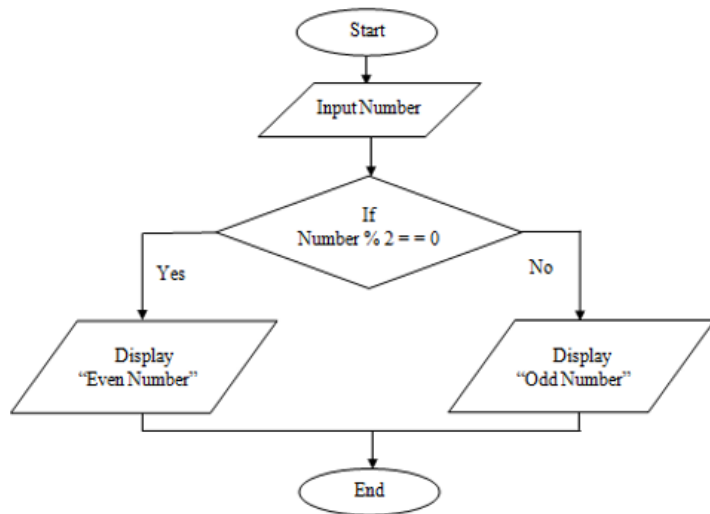 Start
Input Number
If
Number % 2 = = 0
Yes
No
Display
“Even Number”
Display
“Odd Number”
End